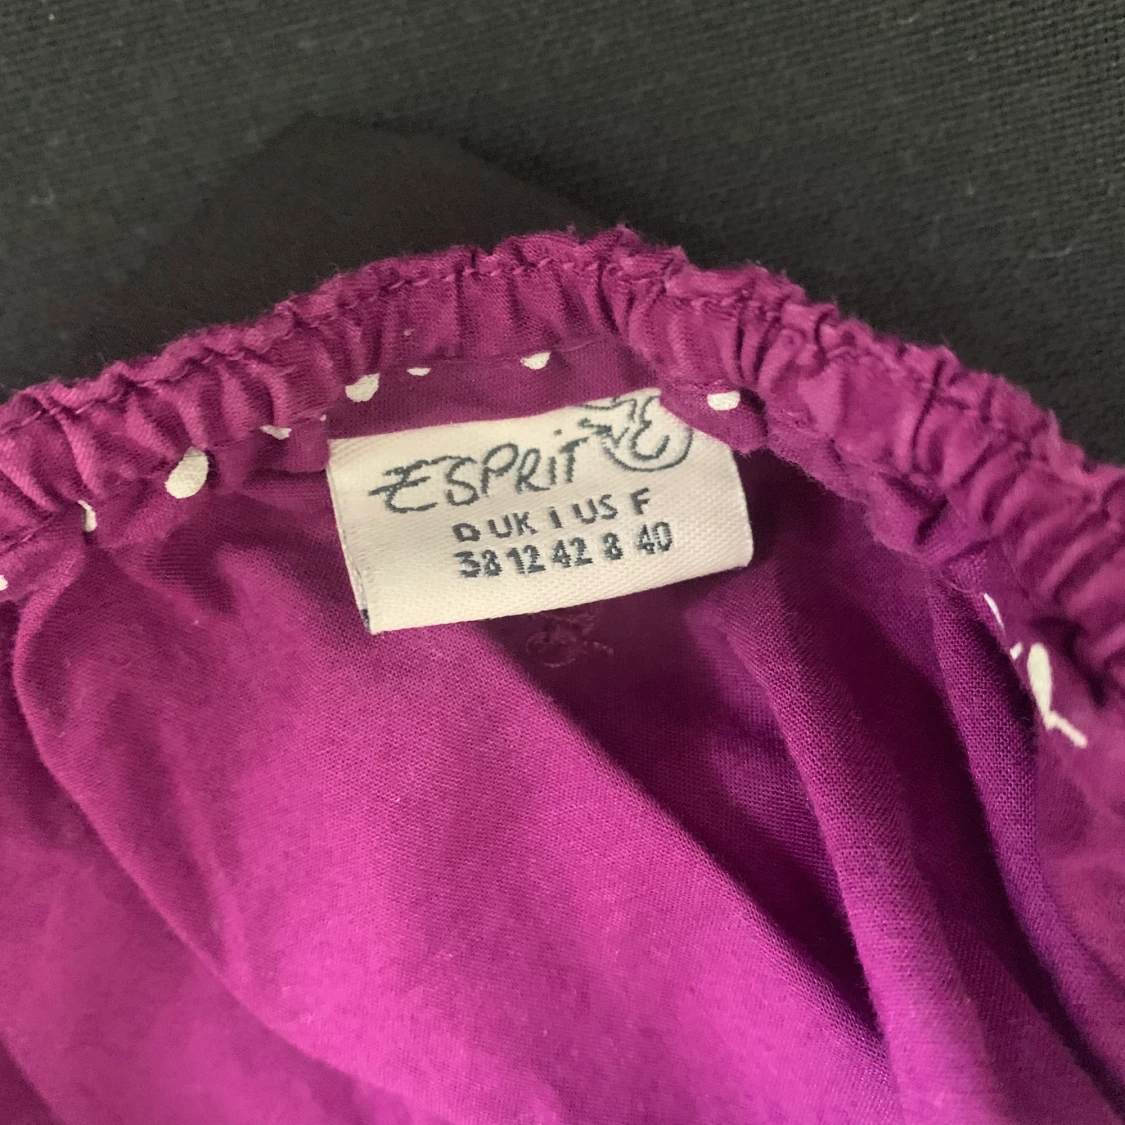 ESPRIT
D UK I US F
38 12 42 8 40